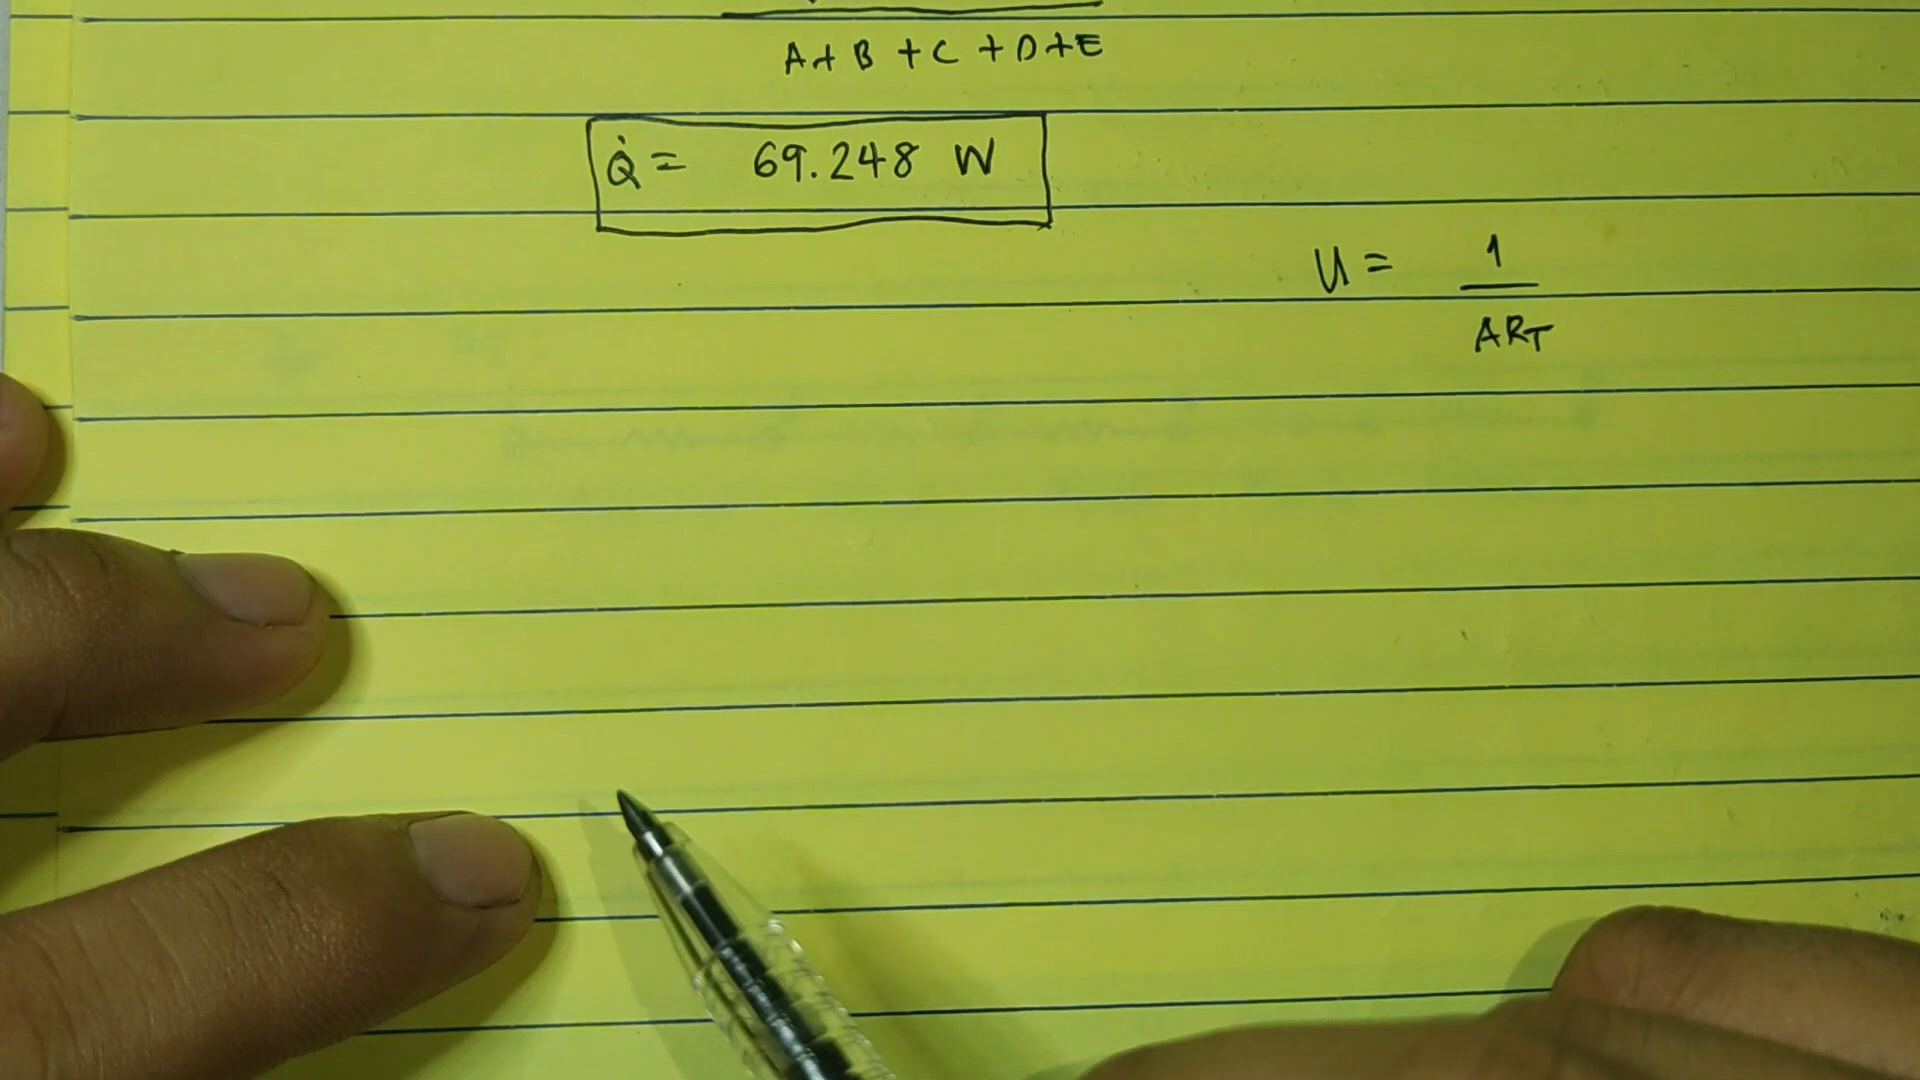 A+ B + C + D+E
Q̇ = 69.248 W
U = 1
ART